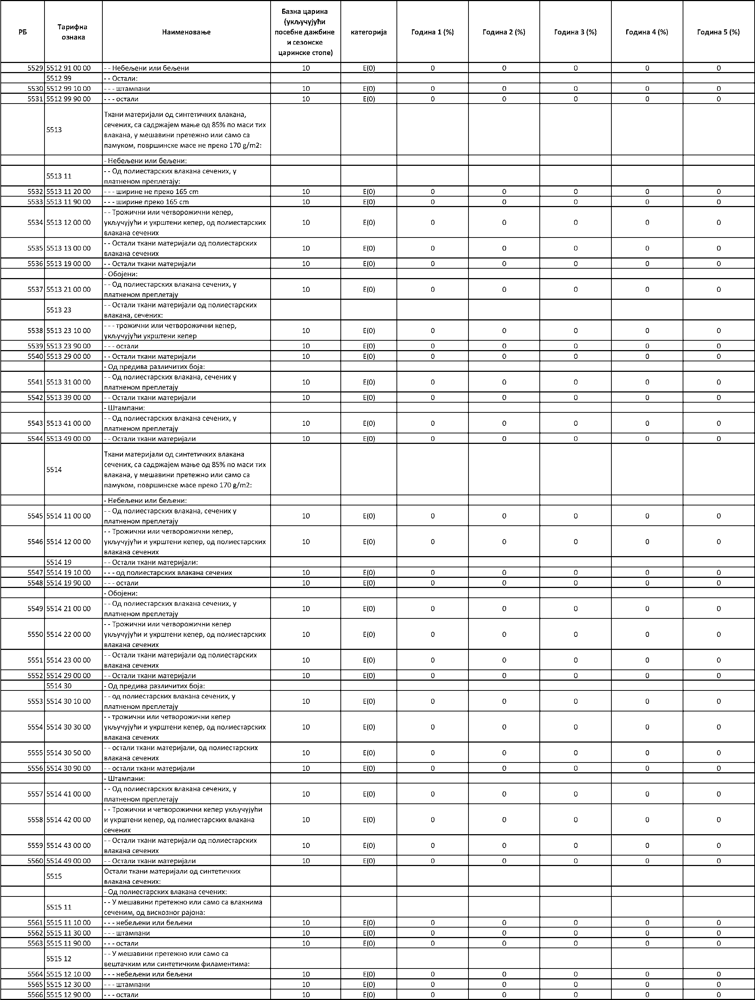 РБ Тарифна ознака Наименовање Базна царина (укључујући посебне дажбине и сезонске царинске стопе) категорија Година 1 (%) Година 2 (%) Година 3 (%) Година 4 (%) Година 5 (%)
5529 5512 91 00 00 - - Небељени или бељени 10 E(0) 0 0 0 0 0
5512 99 - - Остали:
5530 5512 99 10 00 - - - штампани 10 E(0) 0 0 0 0 0
5531 5512 99 90 00 - - - остали 10 E(0) 0 0 0 0 0
5513 Ткани материјали од синтетичких влакана,
сечених, са садржајем мање од 85% по маси тих
влакана, у мешавини претежно или само са
памуком, површинске масе не преко 170 g/m2:
- Небељени или бељени:
5513 11 - - Од полиестарских влакана сечених, у
платненом преплетају:
5532 5513 11 20 00 - - - ширине не преко 165 cm 10 E(0) 0 0 0 0 0
5533 5513 11 90 00 - - - ширине преко 165 cm 10 E(0) 0 0 0 0 0
5534 5513 12 00 00 - - Трожични или четворожични кепер,
укључујући и укрштени кепер, од полиестарских
влакана сечених 10 E(0) 0 0 0 0 0
5535 5513 13 00 00 - - Остали ткани материјали од полиестарских
влакана сечених 10 E(0) 0 0 0 0 0
5536 5513 19 00 00 - - Остали ткани материјали 10 E(0) 0 0 0 0 0
- Обојени:
5537 5513 21 00 00 - - Од полиестарских влакана сечених, у
платненом преплетају 10 E(0) 0 0 0 0 0
5513 23 - - Остали ткани материјали од полиестарских
влакана, сечених:
5538 5513 23 10 00 - - - трожични или четворожични кепер,
укључујући укрштени кепер 10 E(0) 0 0 0 0 0
5539 5513 23 90 00 - - - остали 10 E(0) 0 0 0 0 0
5540 5513 29 00 00 - - Остали ткани материјали 10 E(0) 0 0 0 0 0
- Од предива различитих боја:
5541 5513 31 00 00 - - Од полиестарских влакана, сечених у
платненом преплетају 10 E(0) 0 0 0 0 0
5542 5513 39 00 00 - - Остали ткани материјали 10 E(0) 0 0 0 0 0
- Штампани:
5543 5513 41 00 00 - - Од полиестарских влакана сечених, у
платненом преплетају 10 E(0) 0 0 0 0 0
5544 5513 49 00 00 - - Остали ткани материјали 10 E(0) 0 0 0 0 0
5514 Ткани материјали од синтетичких влакана
сечених, са садржајем мање од 85% по маси тих
влакана, у мешавини претежно или само са
памуком, површинске масе преко 170 g/m2:
- Небељени или бељени:
5545 5514 11 00 00 - - Од полиестарских влакана, сечених у
платненом преплетају 10 E(0) 0 0 0 0 0
5546 5514 12 00 00 - - Трожични или четворожични кепер,
укључујући и укрштени кепер, од полиестарских
влакана сечених 10 E(0) 0 0 0 0 0
5514 19 - - Остали ткани материјали:
5547 5514 19 10 00 - - - од полиестарских влакана сечених 10 E(0) 0 0 0 0 0
5548 5514 19 90 00 - - - остали 10 E(0) 0 0 0 0 0
- Обојени:
5549 5514 21 00 00 - - Од полиестарских влакана сечених, у
платненом преплетају 10 E(0) 0 0 0 0 0
5550 5514 22 00 00 - - Трожични или четворожични кепер
укључујући и укрштени кепер, од полиестарских
влакана сечених 10 E(0) 0 0 0 0 0
5551 5514 23 00 00 - - Остали ткани материјали од полиестарских
влакана сечених 10 E(0) 0 0 0 0 0
5552 5514 29 00 00 - - Остали ткани материјали 10 E(0) 0 0 0 0 0
5514 30 - Од предива различитих боја:
5553 5514 30 10 00 - - од полиестарских влакана сечених, у
платненом преплетају 10 E(0) 0 0 0 0 0
5554 5514 30 30 00 - - трожични или четворожични кепер
укључујући и укрштени кепер, од полиестарских
влакана сечених 10 E(0) 0 0 0 0 0
5555 5514 30 50 00 - - остали ткани материјали, од полиестарских
влакана сечених 10 E(0) 0 0 0 0 0
5556 5514 30 90 00 - - остали ткани материјали 10 E(0) 0 0 0 0 0
- Штампани:
5557 5514 41 00 00 - - Од полиестарских влакана сечених, у
платненом преплетају 10 E(0) 0 0 0 0 0
5558 5514 42 00 00 - - Трожични и четворожични кепер укључујући
и укрштени кепер, од полиестарских влакана
сечених 10 E(0) 0 0 0 0 0
5559 5514 43 00 00 - - Остали ткани материјали од полиестарских
влакана сечених 10 E(0) 0 0 0 0 0
5560 5514 49 00 00 - - Остали ткани материјали 10 E(0) 0 0 0 0 0
5515 Остали ткани материјали од синтетичких
влакана сечених:
- Од полиестарских влакана сечених:
5515 11 - - У мешавини претежно или само са влакнима
сеченим, од вискозног рајона:
5561 5515 11 10 00 - - - небељени или бељени 10 E(0) 0 0 0 0 0
5562 5515 11 30 00 - - - штампани 10 E(0) 0 0 0 0 0
5563 5515 11 90 00 - - - остали 10 E(0) 0 0 0 0 0
5515 12 - - У мешавини претежно или само са
вештачким или синтетичким филаментима:
5564 5515 12 10 00 - - - небељени или бељени 10 E(0) 0 0 0 0 0
5565 5515 12 30 00 - - - штампани 10 E(0) 0 0 0 0 0
5566 5515 12 90 00 - - - остали 10 E(0) 0 0 0 0 0